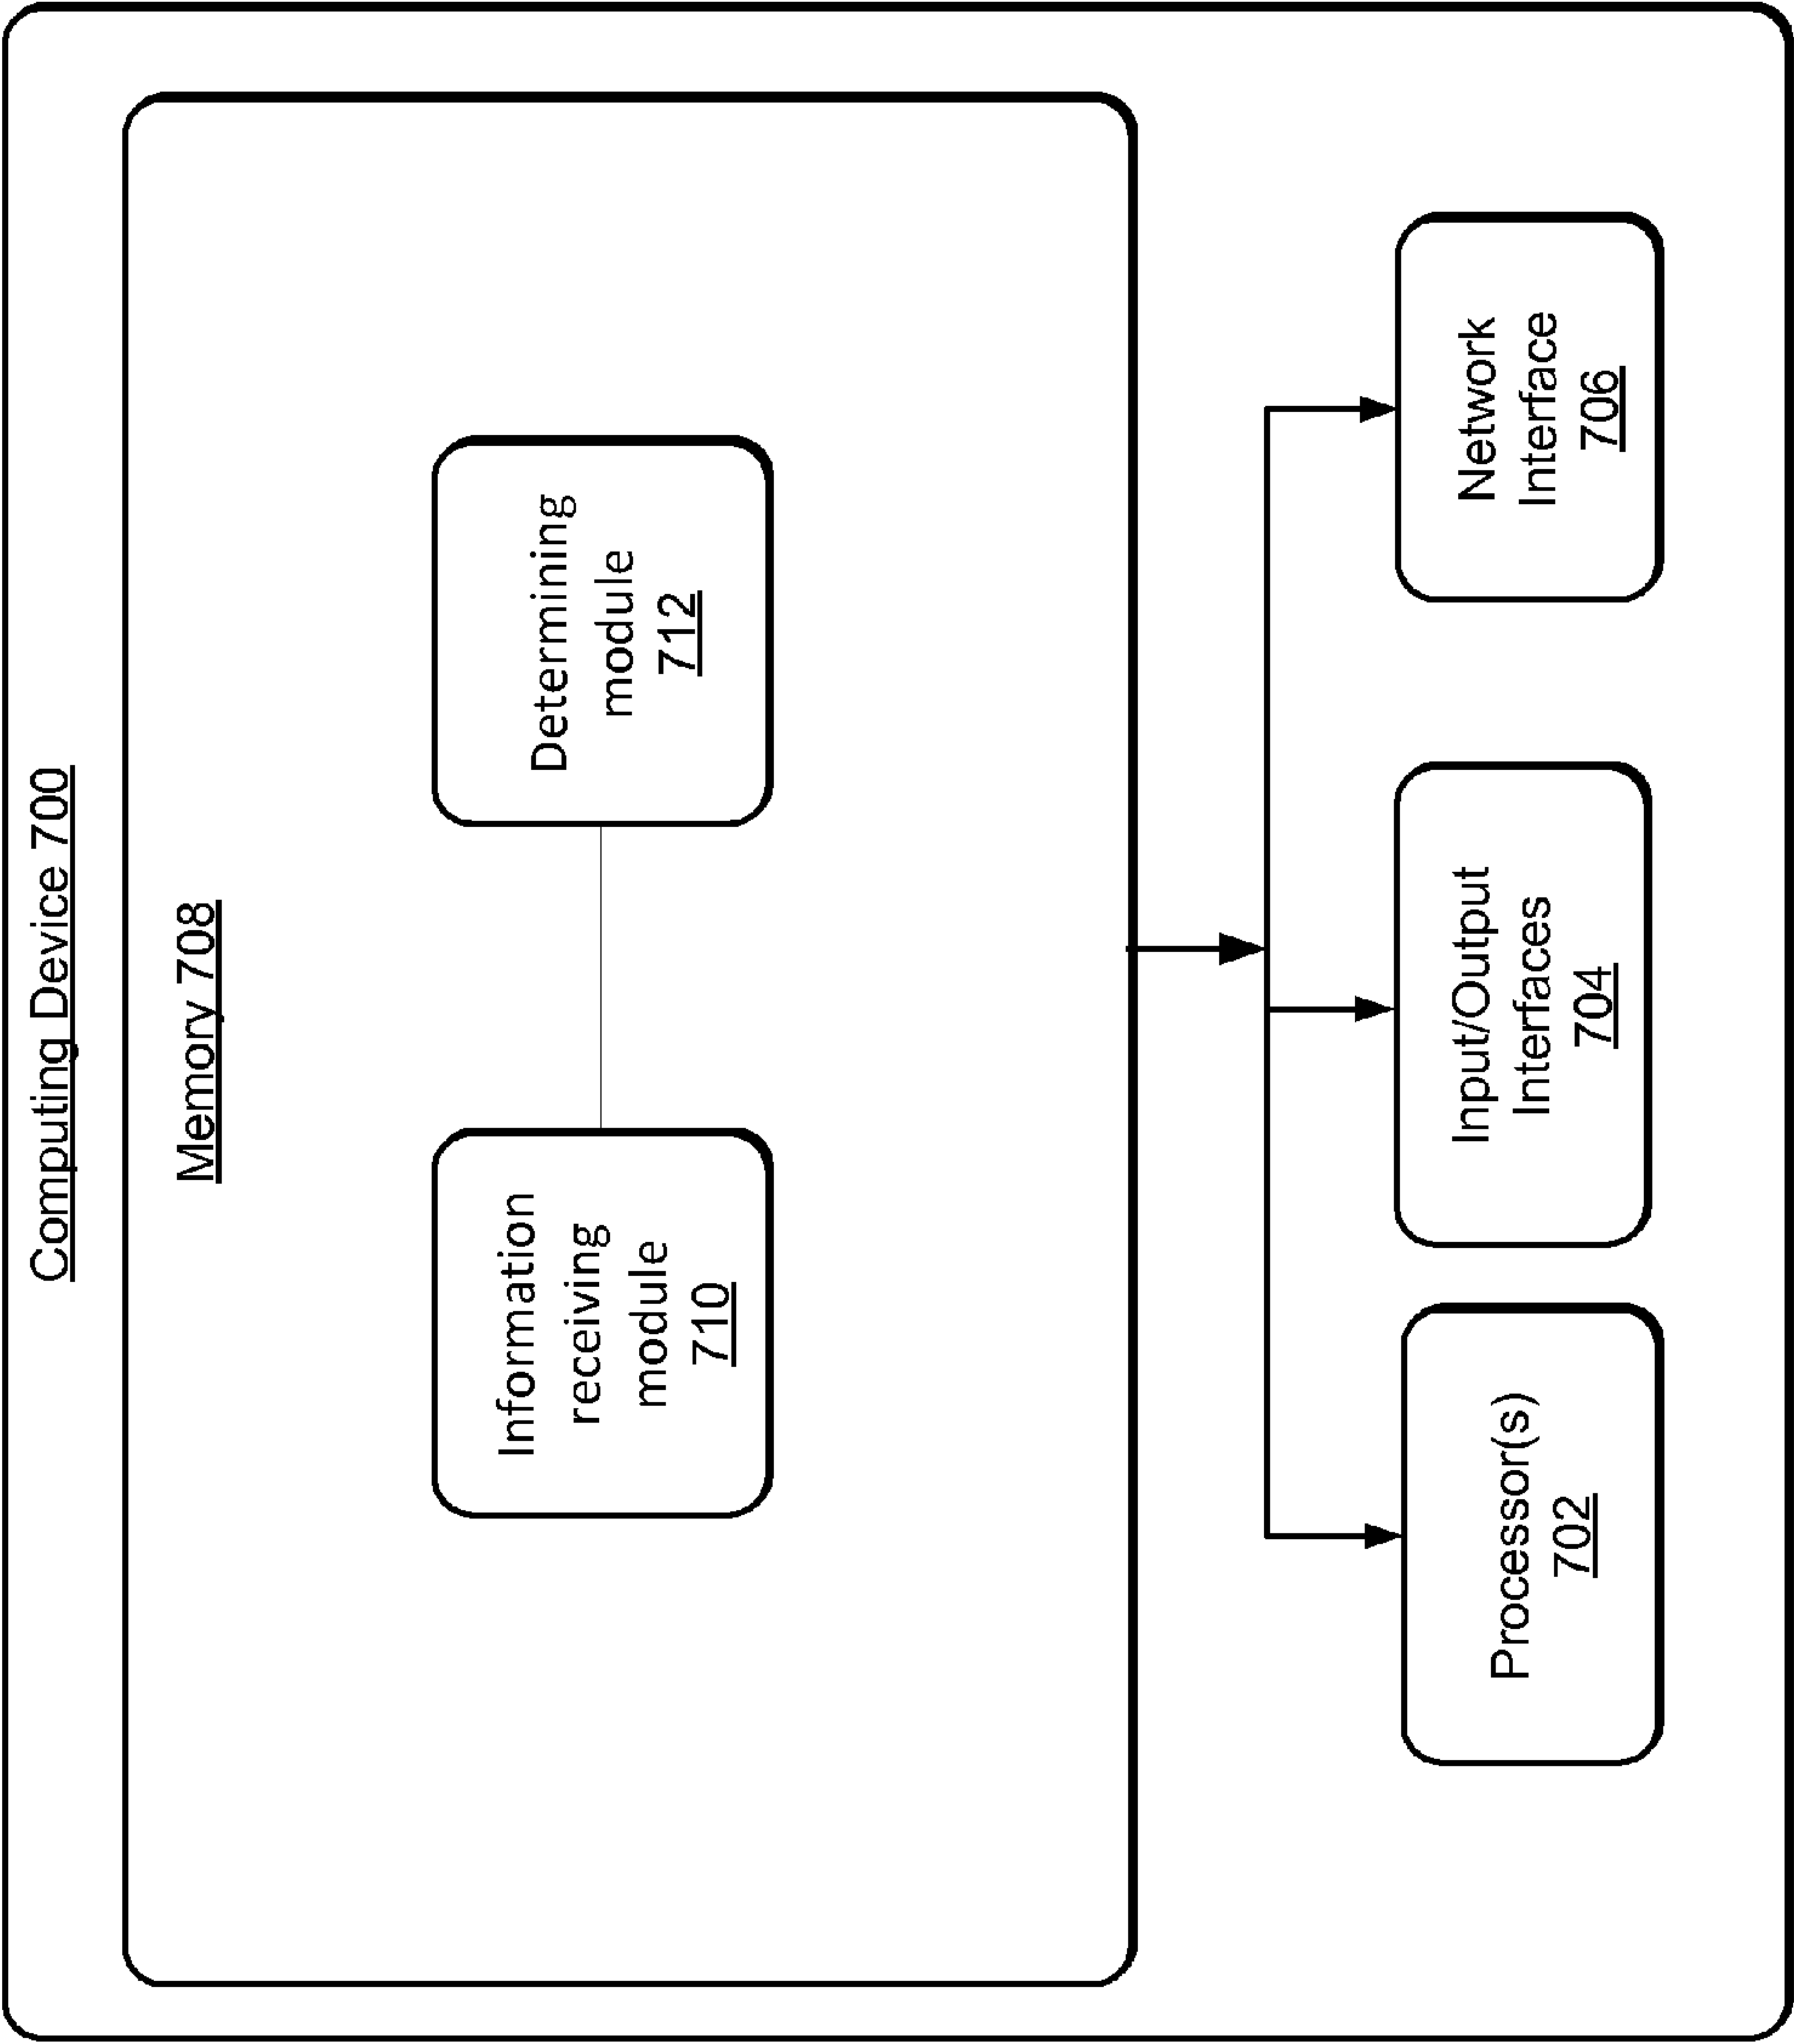 Computing Device 700
Memory 708
Information
receiving
module
710
Determining
module
712
Processor(s)
702
Input/Output
Interfaces
704
Network
Interface
706